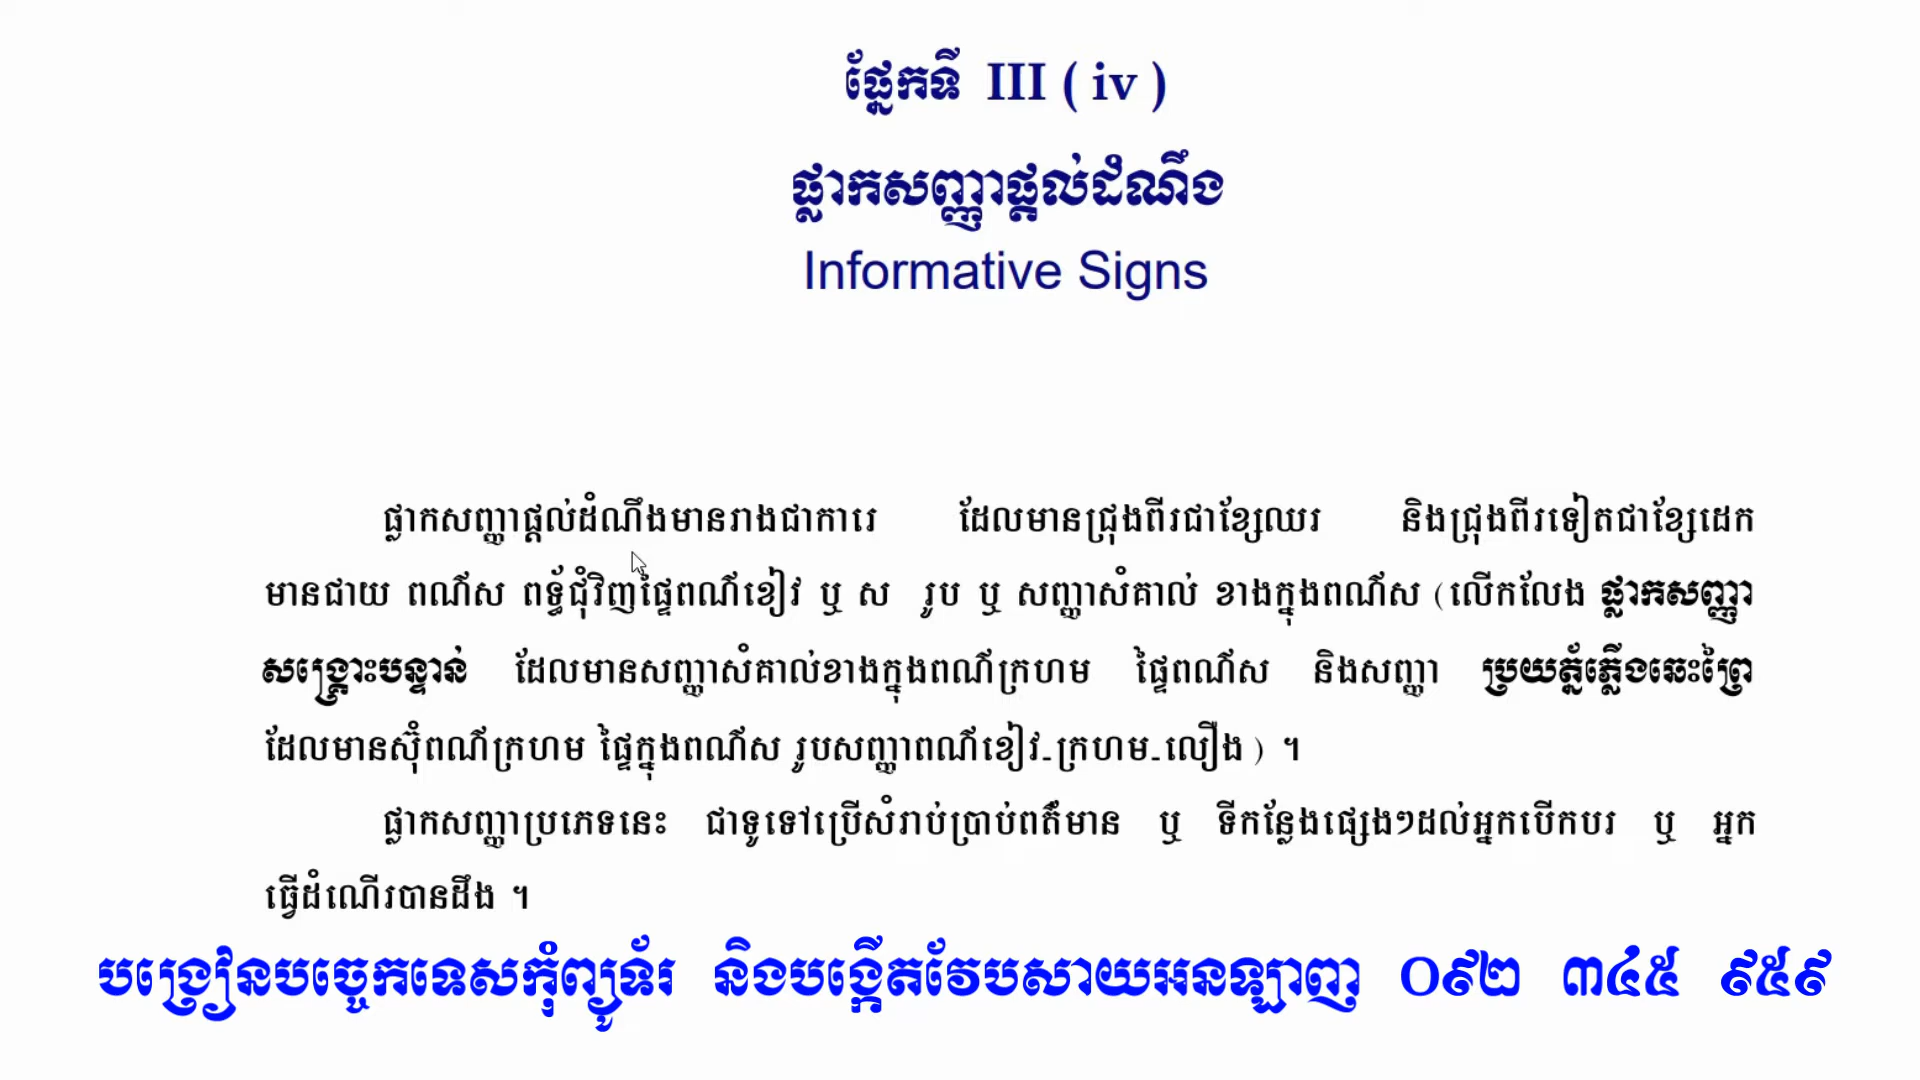 ផ្នែកទី III ( iv )
ផ្លាកសញ្ញាផ្តល់ដំណឹង
Informative Signs
ផ្លាកសញ្ញាផ្តល់ដំណឹងមានរាងជាការេ ដែលមានជ្រុងពីរជាខ្សែឈរ និងជ្រុងពីរទៀតជាខ្សែដេក
មានជាយ ពណ៌ស ពទ្ធ័ជុំវិញផ្ទៃពណ៌ខៀវ ឬ ស រូប ឬ សញ្ញាសំគាល់ ខាងក្នុងពណ៌ស (លើកលែង ផ្លាកសញ្ញា
សង្គ្រោះបន្ទាន់ ដែលមានសញ្ញាសំគាល់ខាងក្នុងពណ៌ក្រហម ផ្ទៃពណ៌ស និងសញ្ញា ប្រយត្ន័ភ្លើងឆេះព្រៃ
ដែលមានស៊ុំពណ៌ក្រហម ផ្ទៃក្នុងពណ៌ស រូបសញ្ញាពណ៌ខៀវ-ក្រហម-លឿង) ។
ផ្លាកសញ្ញាប្រភេទនេះ ជាទូទៅប្រើសំរាប់ប្រាប់ពត៌មាន ឬ ទីកន្លែងផ្សេងៗដល់អ្នកបើកបរ ឬ អ្នក
ធ្វើដំណើរបានដឹង ។
បង្រៀនបច្ចេកទេសកុំព្យូទ័រ និងបង្កើតវែបសាយអនឡាញ ០៩២ ៣៤៥ ៩៥៩